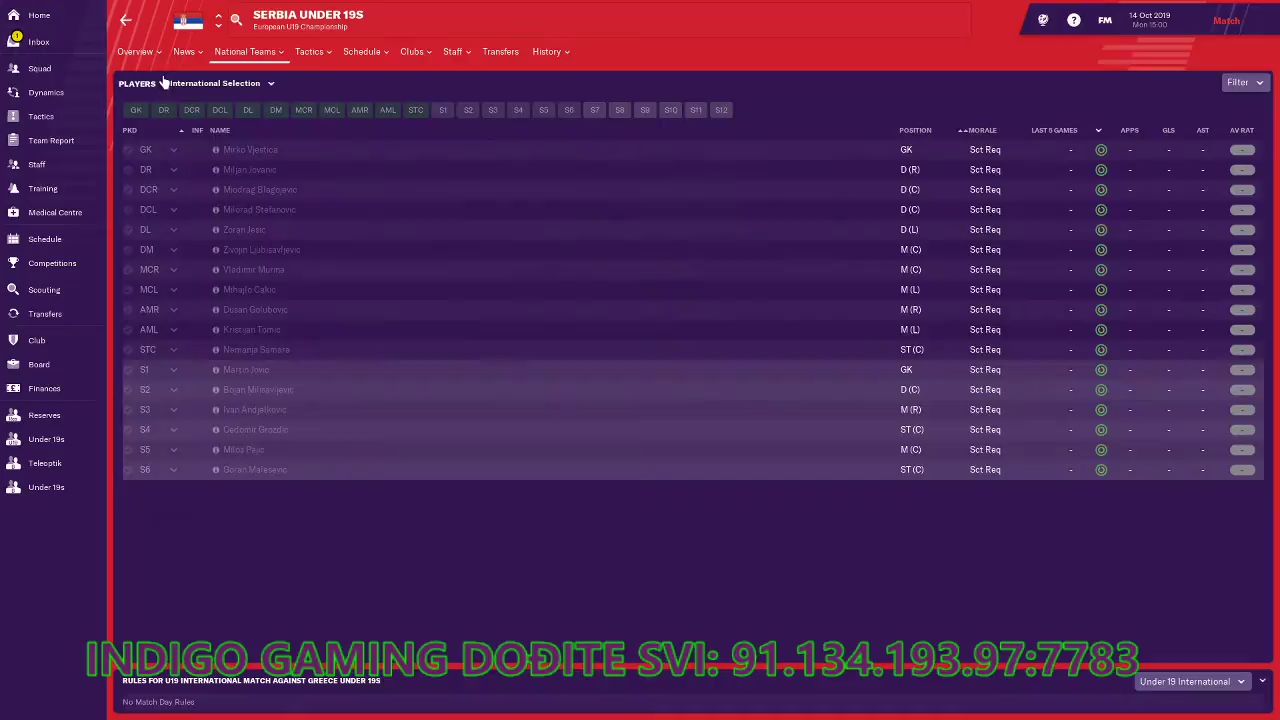 SERBIA UNDER 19S
European U19 Championship
FM
14 Oct 2019
Mon 15:00
Match
Home
1
Inbox
Squad
Dynamics
Tactics
Team Report
Staff
Training
Medical Centre
Schedule
Competitions
Scouting
Transfers
Club
Board
Finances
Reserves
Under 19s
Teleoptik
Under 19s
Overview News National Teams Tactics Schedule Clubs Staff Transfers History
PLAYERS International Selection Filter
GK DR DCR DCL DL DM MCR MCL AMR AML STC S1 S2 S3 S4 S5 S6 S7 S8 S9 S10 S11 S12
PKD INF NAME POSITION MORALE LAST 5 GAMES APPS GLS AST AV RAT
GK Mirko Vjestica GK Sct Req - - - - -
DR Miljan Jovanic D (R) Sct Req - - - - -
DCR Miodrag Blagojevic D (C) Sct Req - - - - -
DCL Milorad Stefanovic D (C) Sct Req - - - - -
DL Zoran Jesic D (L) Sct Req - - - - -
DM Zivojin Ljubisavljevic M (C) Sct Req - - - - -
MCR Vladimir Murina M (C) Sct Req - - - - -
MCL Mihajlo Cakic M (L) Sct Req - - - - -
AMR Dusan Golubovic M (R) Sct Req - - - - -
AML Kristijan Tomic M (L) Sct Req - - - - -
STC Nemanja Samara ST (C) Sct Req - - - - -
S1 Martin Jovic GK Sct Req - - - - -
S2 Bojan Milisavljevic D (C) Sct Req - - - - -
S3 Ivan Andjelkovic M (R) Sct Req - - - - -
S4 Cedomir Grozdic ST (C) Sct Req - - - - -
S5 Milos Pajic M (C) Sct Req - - - - -
S6 Goran Malesevic ST (C) Sct Req - - - - -
INDIGO GAMING DOĐITE SVI: 91.134.193.97:7783
RULES FOR U19 INTERNATIONAL MATCH AGAINST GREECE UNDER 19S
Under 19 International
No Match Day Rules